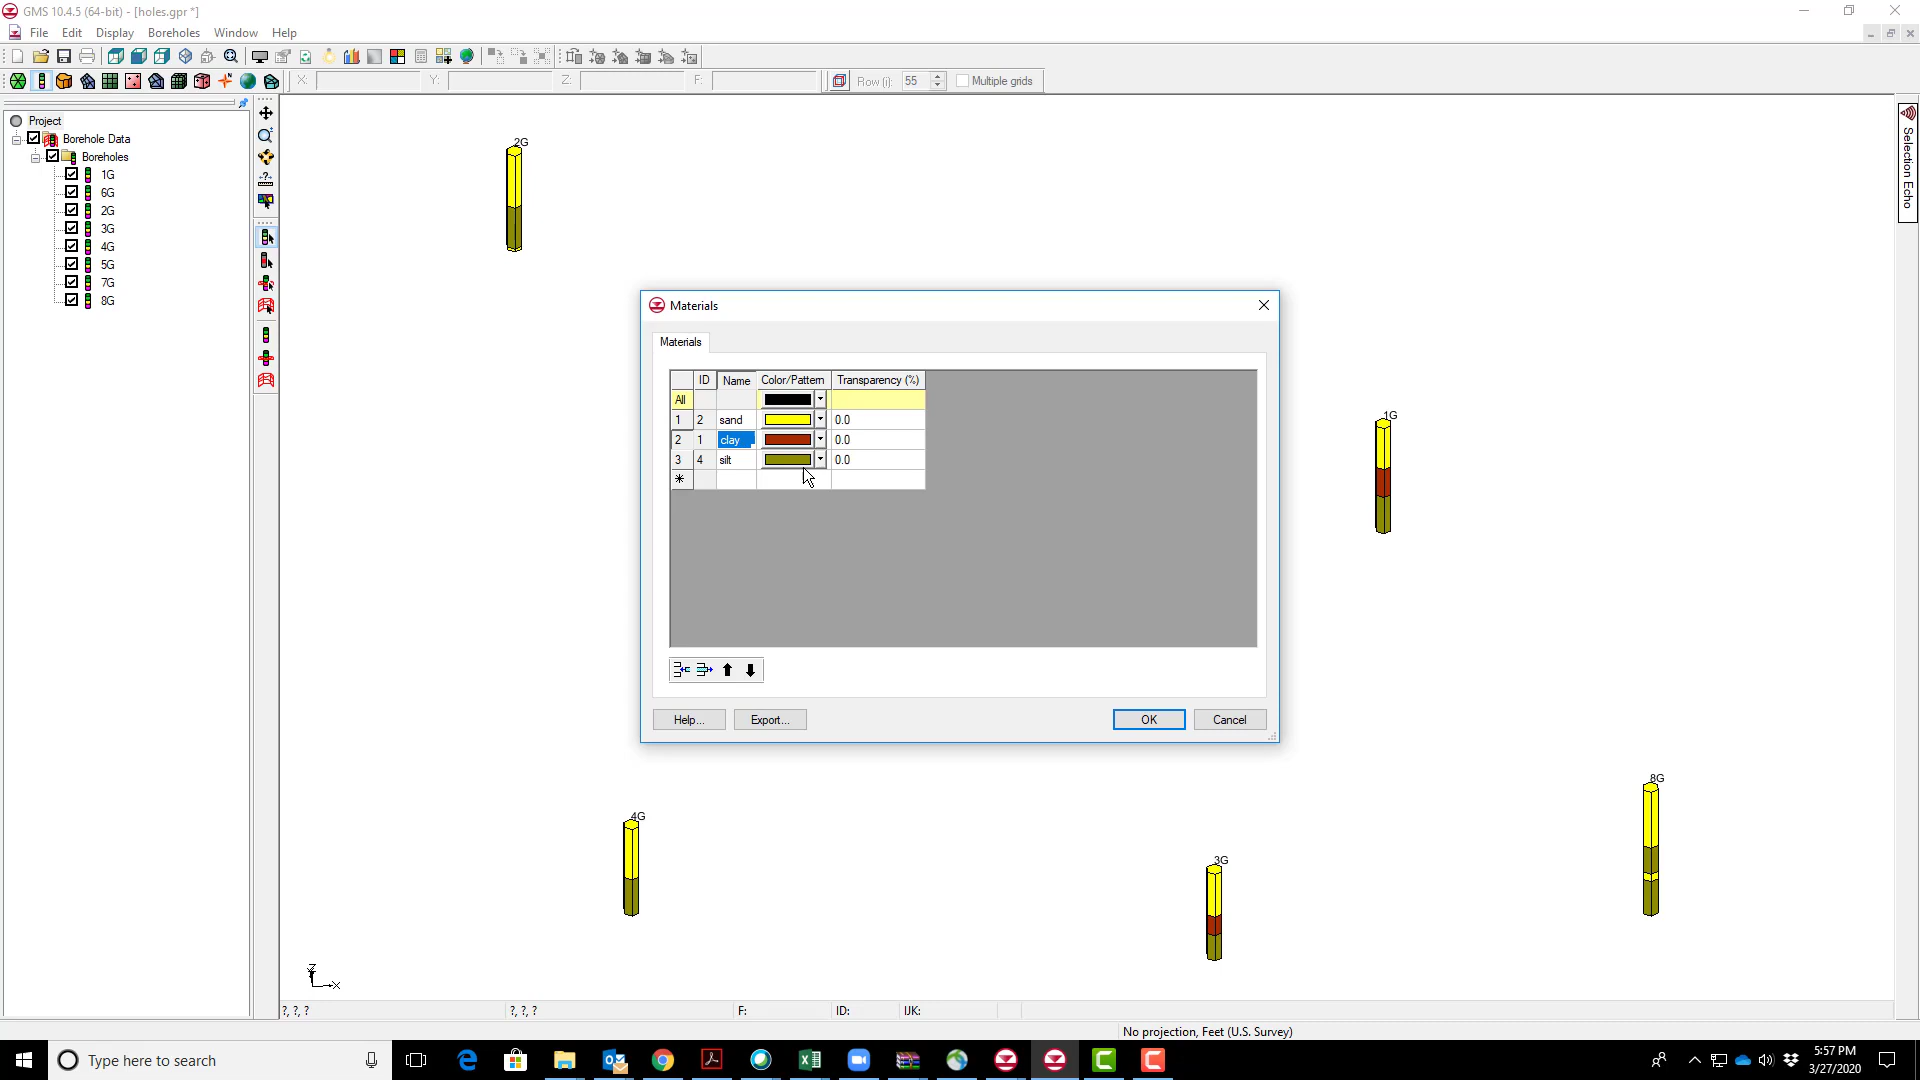 GMS 10.4.5 (64-bit) - [holes.gpr *]
File Edit Display Boreholes Window Help
X: Y: Z: F: Row (i): 55 Multiple grids
Project
Borehole Data
Boreholes
1G
6G
2G
3G
4G
5G
7G
8G
2G
1G
8G
4G
3G
Selection Echo
Materials
Materials
ID Name Color/Pattern Transparency (%)
All
1 2 sand 0.0
2 1 clay 0.0
3 4 silt 0.0
Help... Export... OK Cancel
Z
X
?, ?, ? ?, ?, ? F: ID: IJK:
No projection, Feet (U.S. Survey)
Type here to search
5:57 PM
3/27/2020